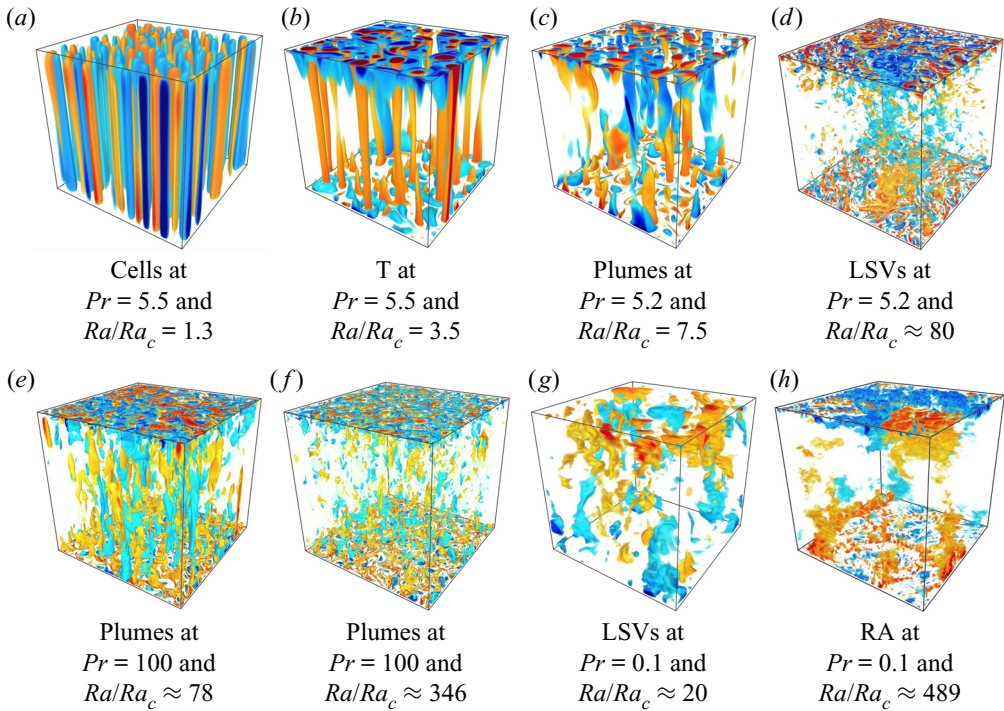 (a)
(b)
(c)
(d)
Cells at
Pr = 5.5 and
Ra/Ra_c = 1.3
T at
Pr = 5.5 and
Ra/Ra_c = 3.5
Plumes at
Pr = 5.2 and
Ra/Ra_c = 7.5
LSVs at
Pr = 5.2 and
Ra/Ra_c ≈ 80
(e)
(f)
(g)
(h)
Plumes at
Pr = 100 and
Ra/Ra_c ≈ 78
Plumes at
Pr = 100 and
Ra/Ra_c ≈ 346
LSVs at
Pr = 0.1 and
Ra/Ra_c ≈ 20
RA at
Pr = 0.1 and
Ra/Ra_c ≈ 489